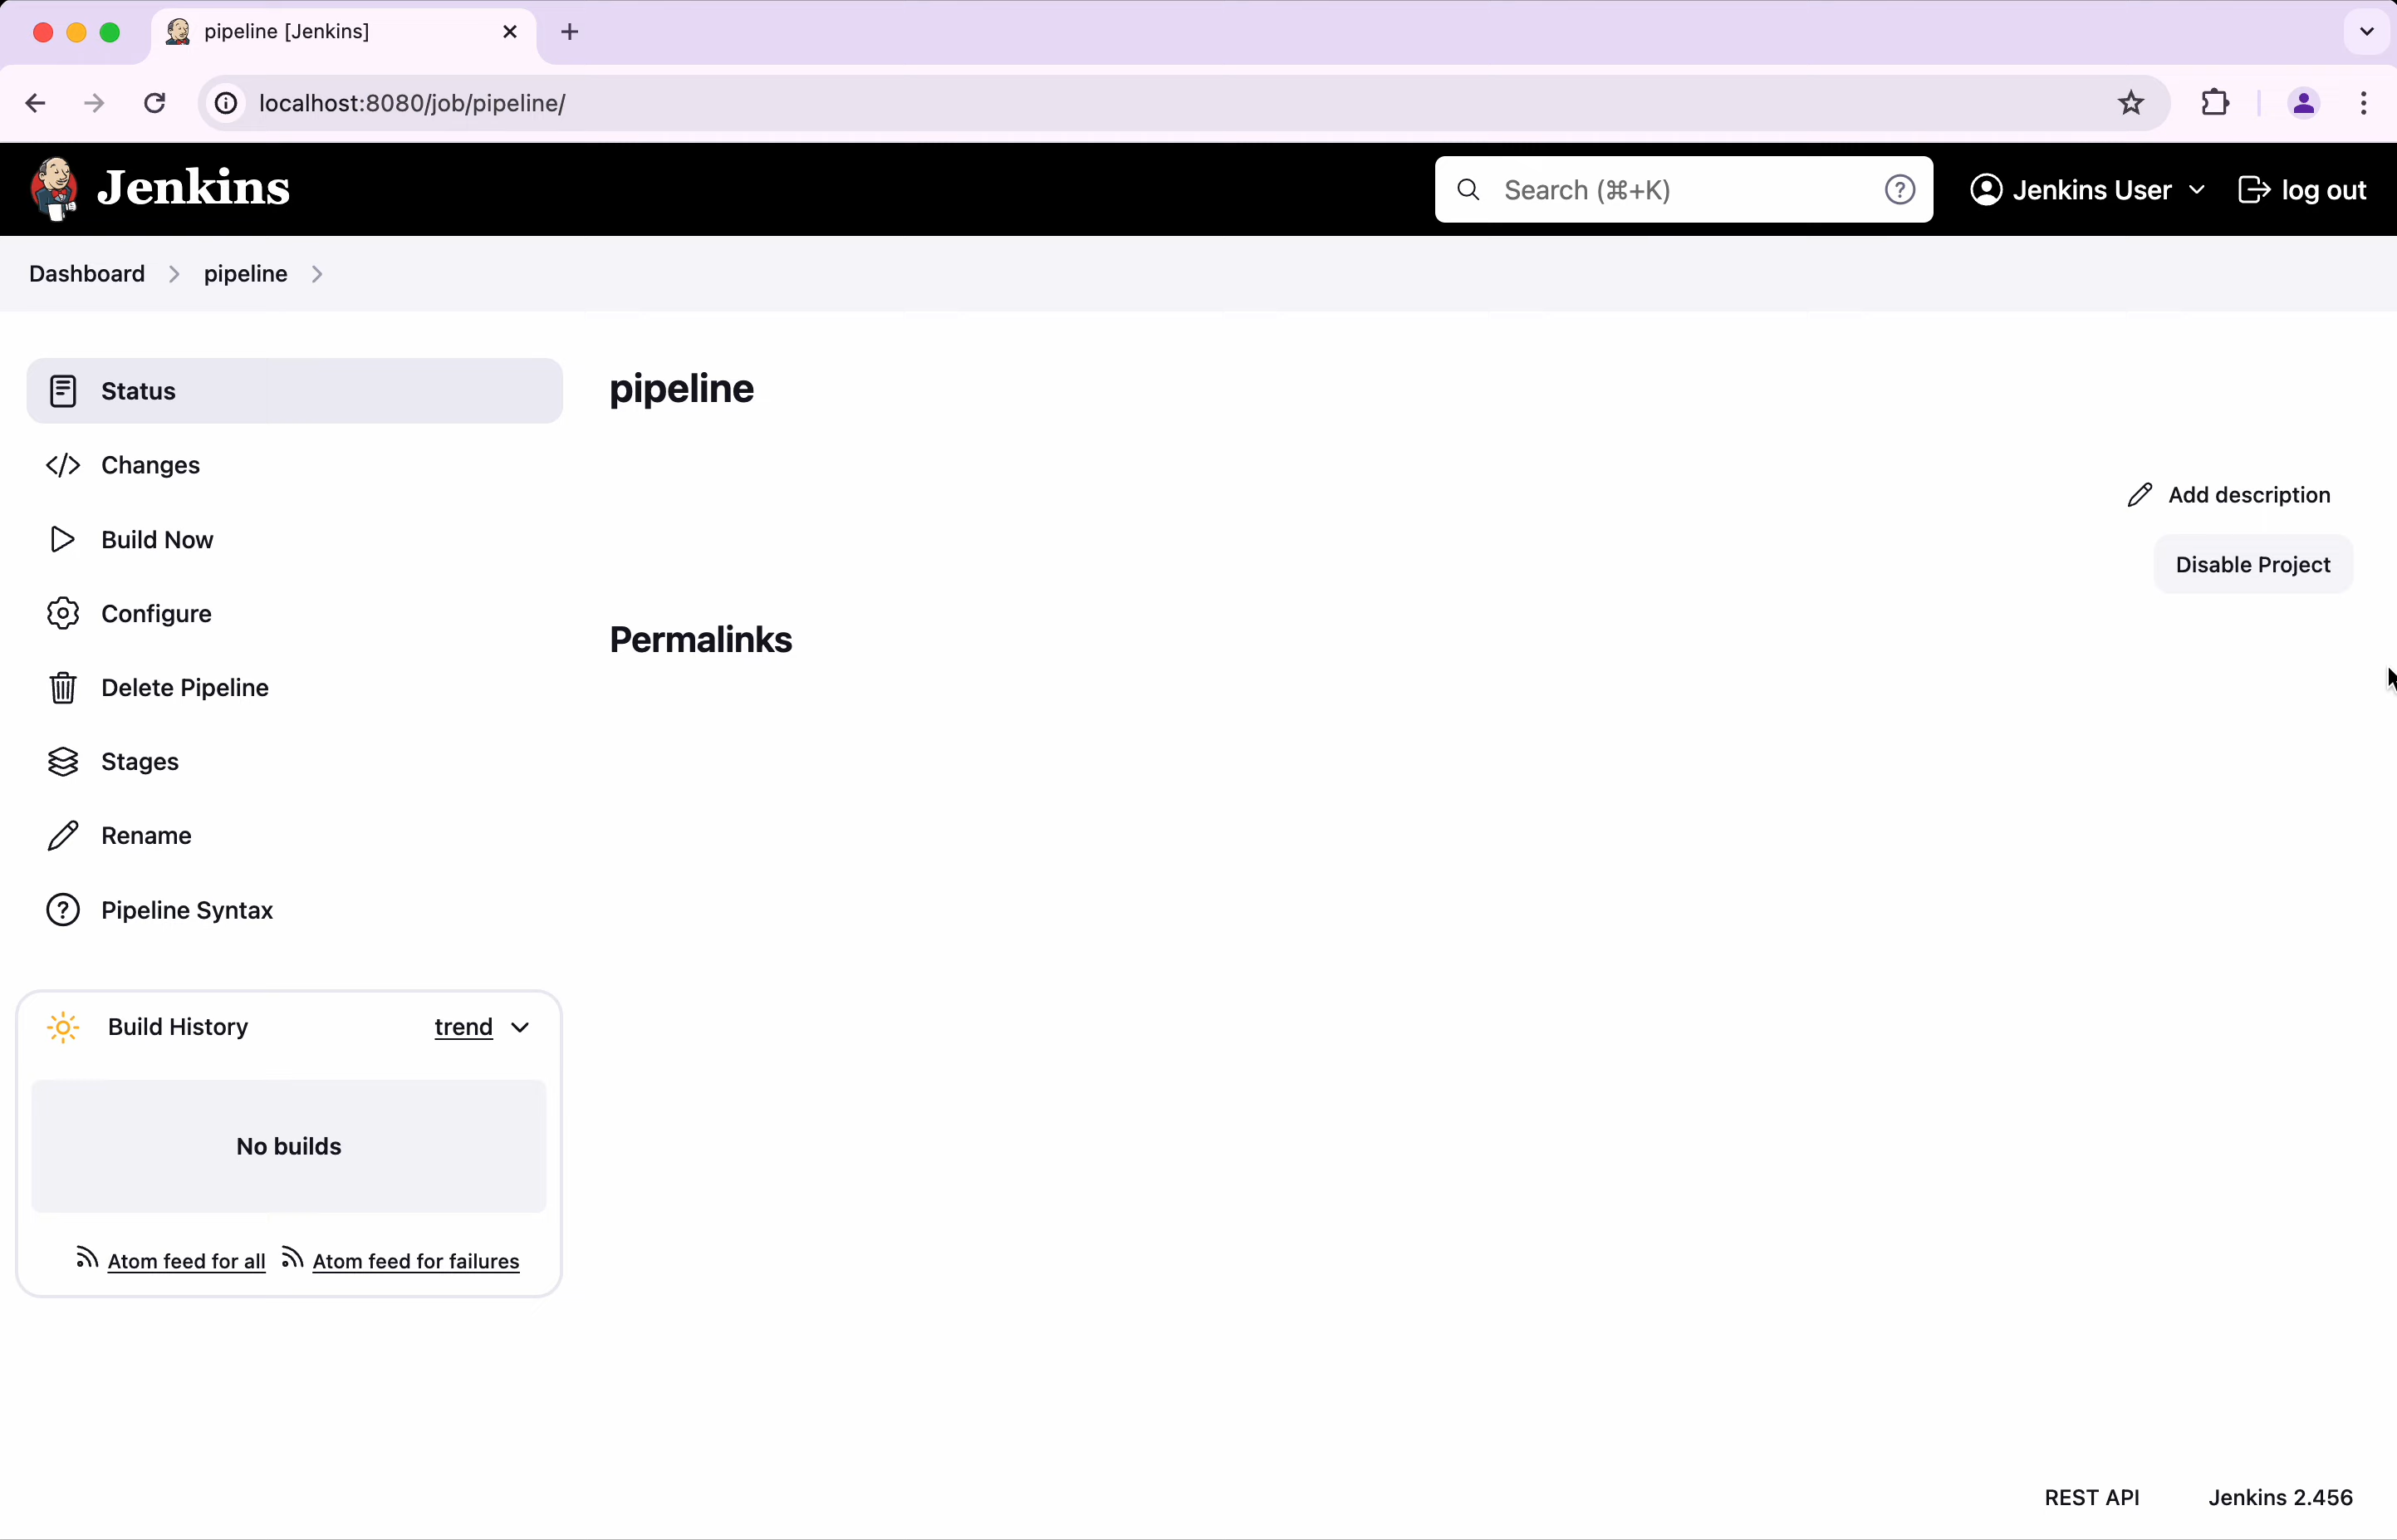 pipeline [Jenkins]
localhost:8080/job/pipeline/
Jenkins
Search (⌘+K)
Jenkins User
log out
Dashboard
pipeline
Status
Changes
Build Now
Configure
Delete Pipeline
Stages
Rename
Pipeline Syntax
Build History
trend
No builds
Atom feed for all
Atom feed for failures
pipeline
Add description
Disable Project
Permalinks
REST API
Jenkins 2.456